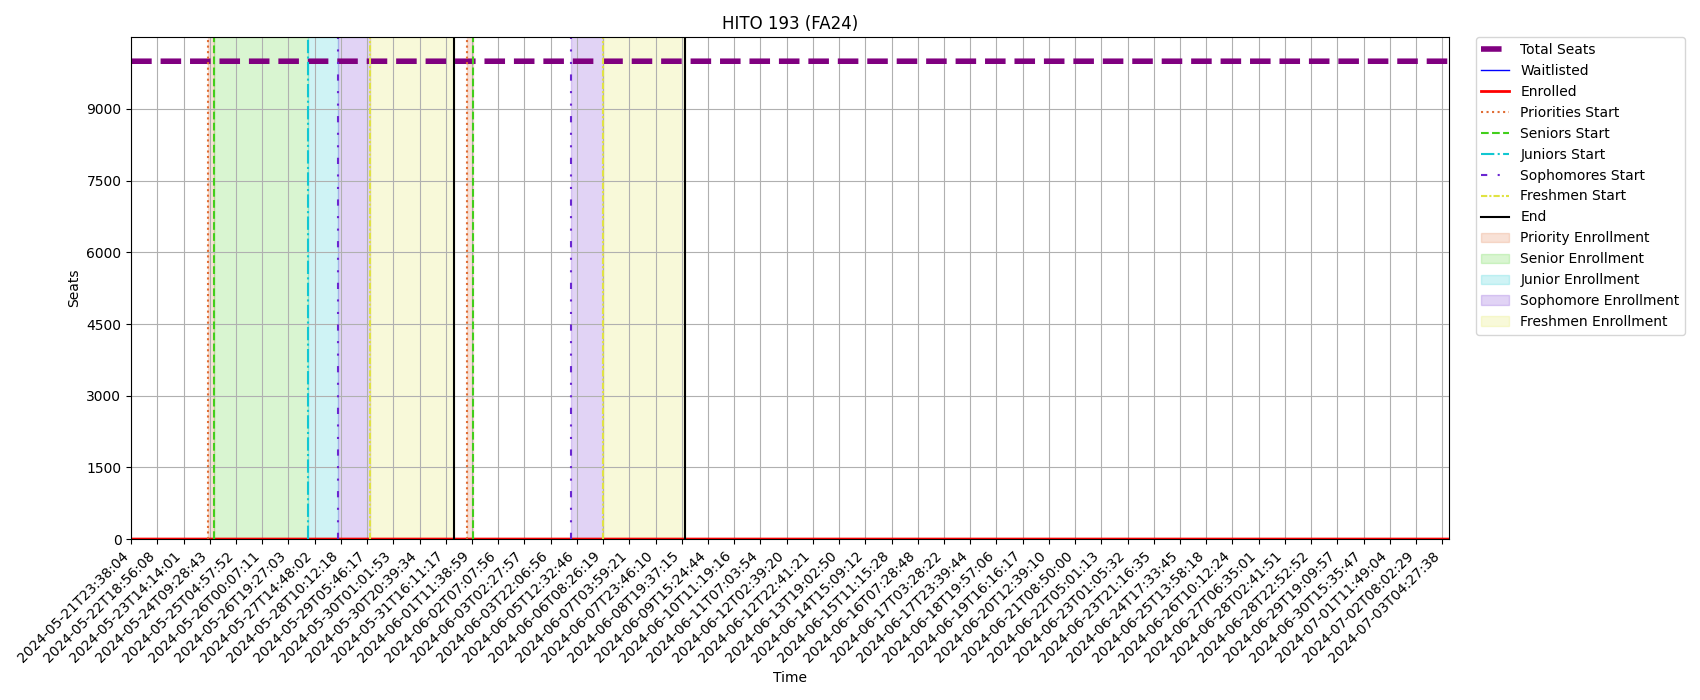 HITO 193 (FA24)
Total Seats
Waitlisted
Enrolled
Priorities Start
Seniors Start
Juniors Start
Sophomores Start
Freshmen Start
End
Priority Enrollment
Senior Enrollment
Junior Enrollment
Sophomore Enrollment
Freshmen Enrollment
Seats
9000
7500
6000
4500
3000
1500
0
2024-05-21T23:38:04
2024-05-22T18:56:08
2024-05-23T14:14:01
2024-05-24T09:28:43
2024-05-25T04:57:52
2024-05-26T00:07:11
2024-05-26T19:27:03
2024-05-27T14:48:02
2024-05-28T10:12:18
2024-05-29T05:46:17
2024-05-30T01:01:53
2024-05-30T20:39:34
2024-05-31T16:11:17
2024-06-01T11:38:59
2024-06-02T07:07:56
2024-06-03T02:27:57
2024-06-03T22:06:56
2024-06-05T12:32:46
2024-06-06T08:26:19
2024-06-07T03:59:21
2024-06-07T23:46:10
2024-06-08T19:37:15
2024-06-09T15:24:44
2024-06-10T11:19:16
2024-06-11T07:03:54
2024-06-12T02:39:20
2024-06-12T22:41:21
2024-06-13T19:02:50
2024-06-14T15:09:12
2024-06-15T11:15:28
2024-06-16T07:28:48
2024-06-17T03:28:22
2024-06-17T23:39:44
2024-06-18T19:57:06
2024-06-19T16:16:17
2024-06-20T12:39:10
2024-06-21T08:50:00
2024-06-22T05:01:13
2024-06-23T01:05:32
2024-06-23T21:16:35
2024-06-24T17:33:45
2024-06-25T13:58:18
2024-06-26T10:12:24
2024-06-27T06:35:01
2024-06-28T02:41:51
2024-06-28T22:52:52
2024-06-29T19:09:57
2024-06-30T15:35:47
2024-07-01T11:49:04
2024-07-02T08:02:29
2024-07-03T04:27:38
Time